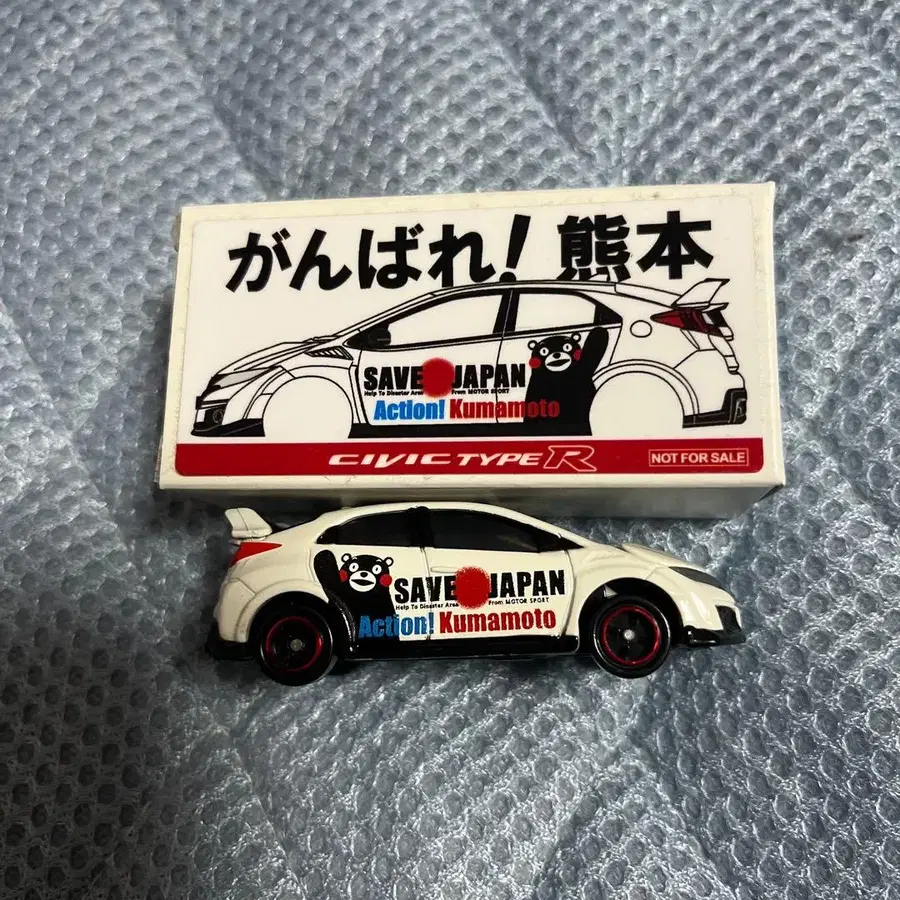 がんばれ！熊本
SAVE JAPAN
Help To Disaster Area From MOTOR SPORT
Action! Kumamoto
CIVIC TYPE R
NOT FOR SALE
SAVE JAPAN
Help To Disaster Area From MOTOR SPORT
Action! Kumamoto